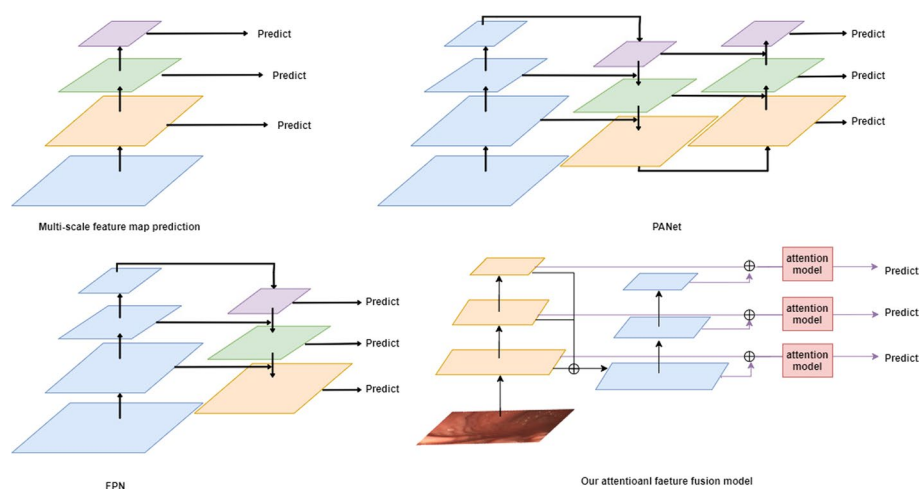 Predict
Predict
Predict
Multi-scale feature map prediction
Predict
Predict
Predict
PANet
Predict
Predict
Predict
FPN
attention
model
Predict
attention
model
Predict
attention
model
Predict
Our attentioanl faeture fusion model